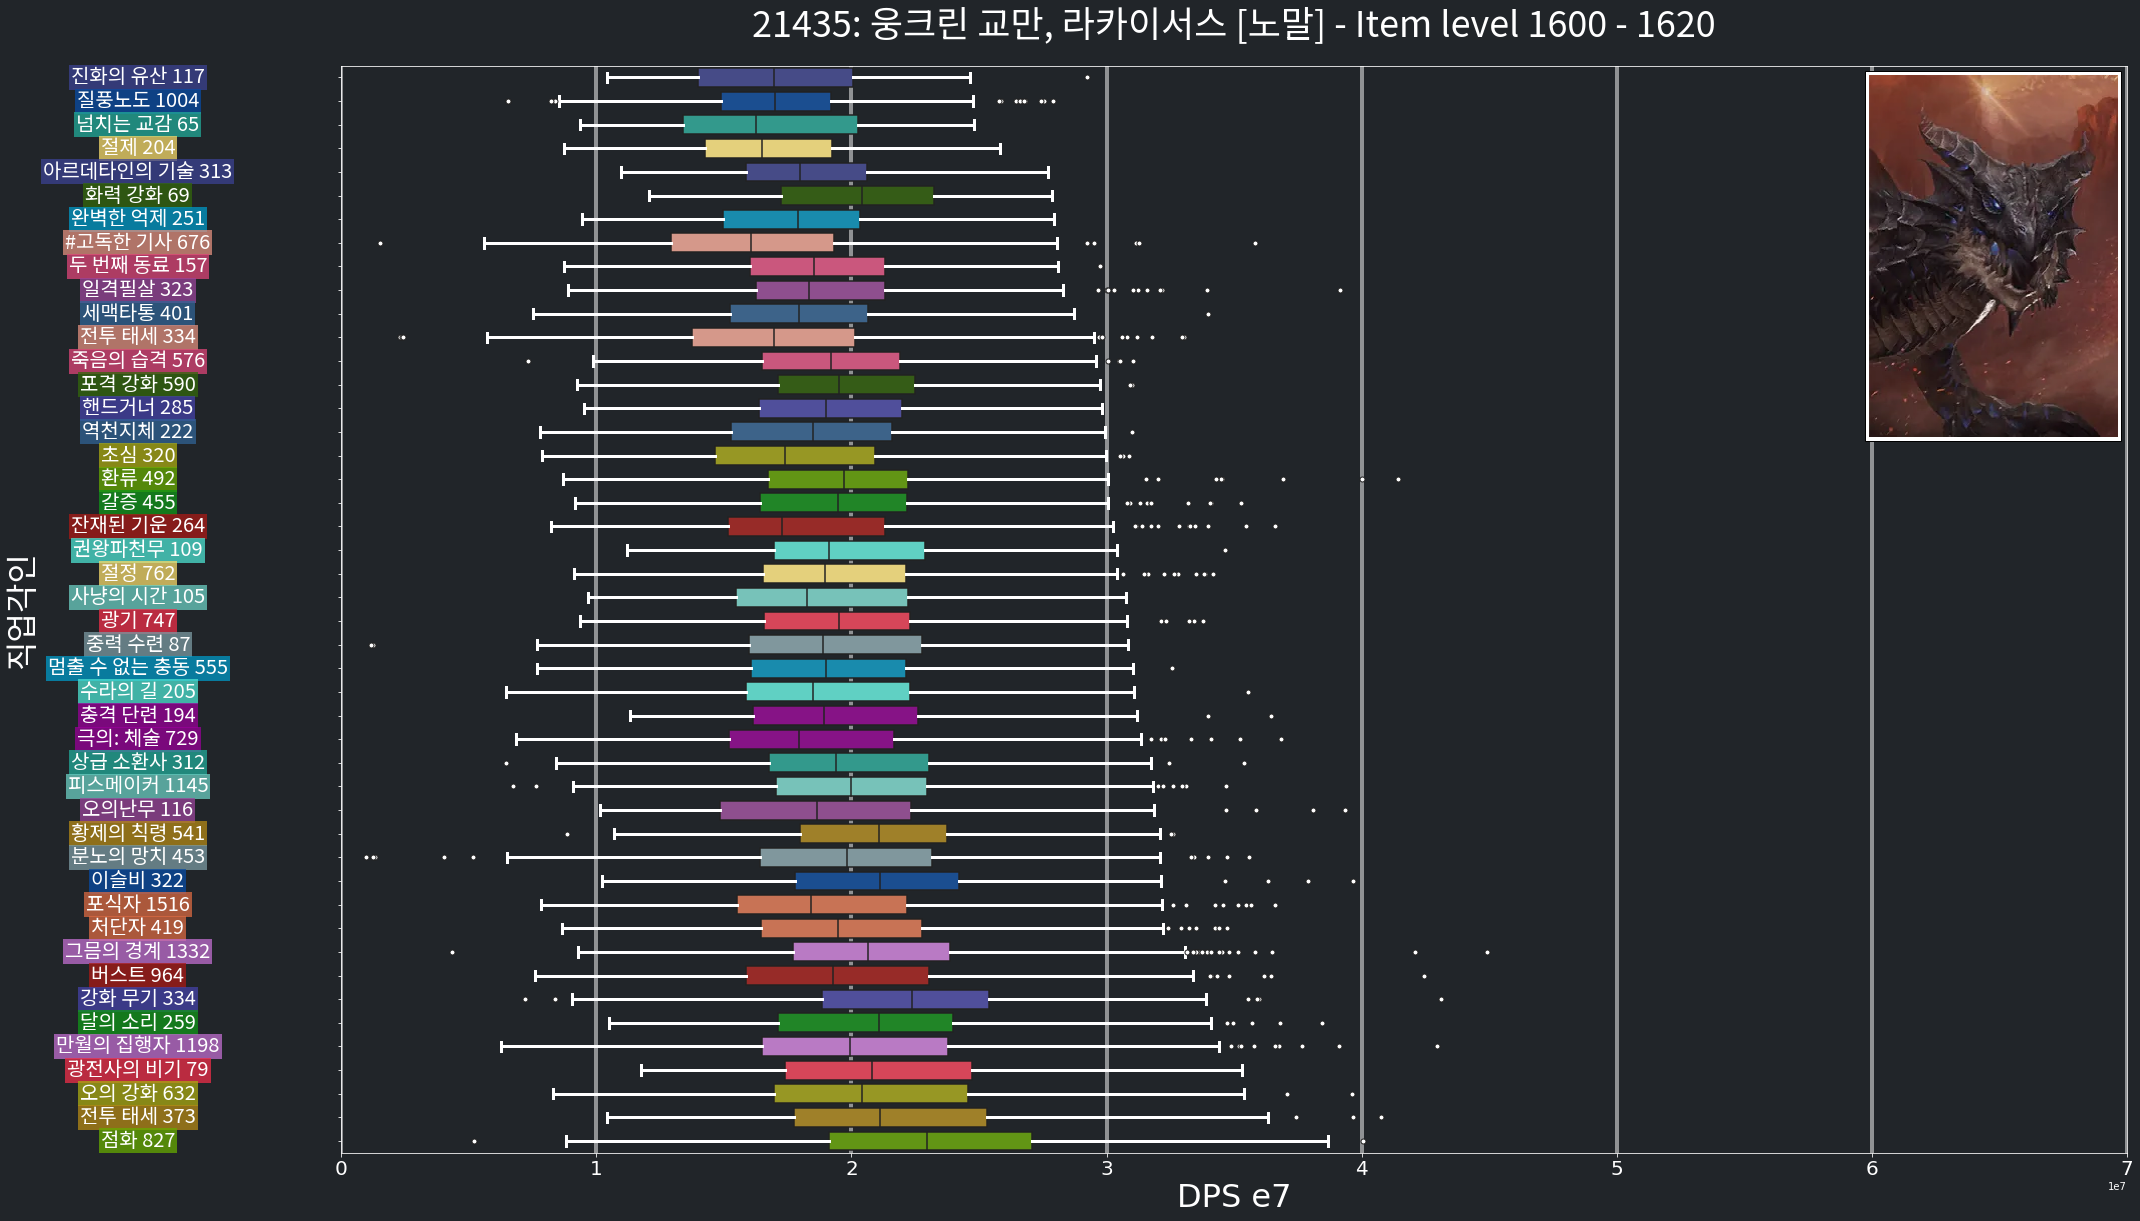 21435: 웅크린 교만, 라카이서스 [노말] - Item level 1600 - 1620
진화의 유산 117
질풍노도 1004
넘치는 교감 65
절제 204
아르데타인의 기술 313
화력 강화 69
완벽한 억제 251
#고독한 기사 676
두 번째 동료 157
일격필살 323
세맥타통 401
전투 태세 334
죽음의 습격 576
포격 강화 590
핸드거너 285
역천지체 222
초심 320
환류 492
갈증 455
잔재된 기운 264
권왕파천무 109
절정 762
사냥의 시간 105
광기 747
중력 수련 87
멈출 수 없는 충동 555
수라의 길 205
충격 단련 194
극의: 체술 729
상급 소환사 312
피스메이커 1145
오의난무 116
황제의 칙령 541
분노의 망치 453
이슬비 322
포식자 1516
처단자 419
그믐의 경계 1332
버스트 964
강화 무기 334
달의 소리 259
만월의 집행자 1198
광전사의 비기 79
오의 강화 632
전투 태세 373
점화 827
직업각인
0 1 2 3 4 5 6 7
1e7
DPS e7